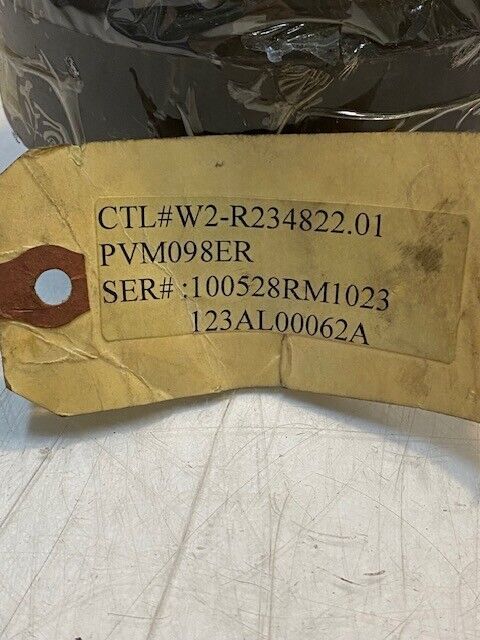 CTL#W2-R234822.01
PVM098ER
SER# :100528RM1023
123AL00062A